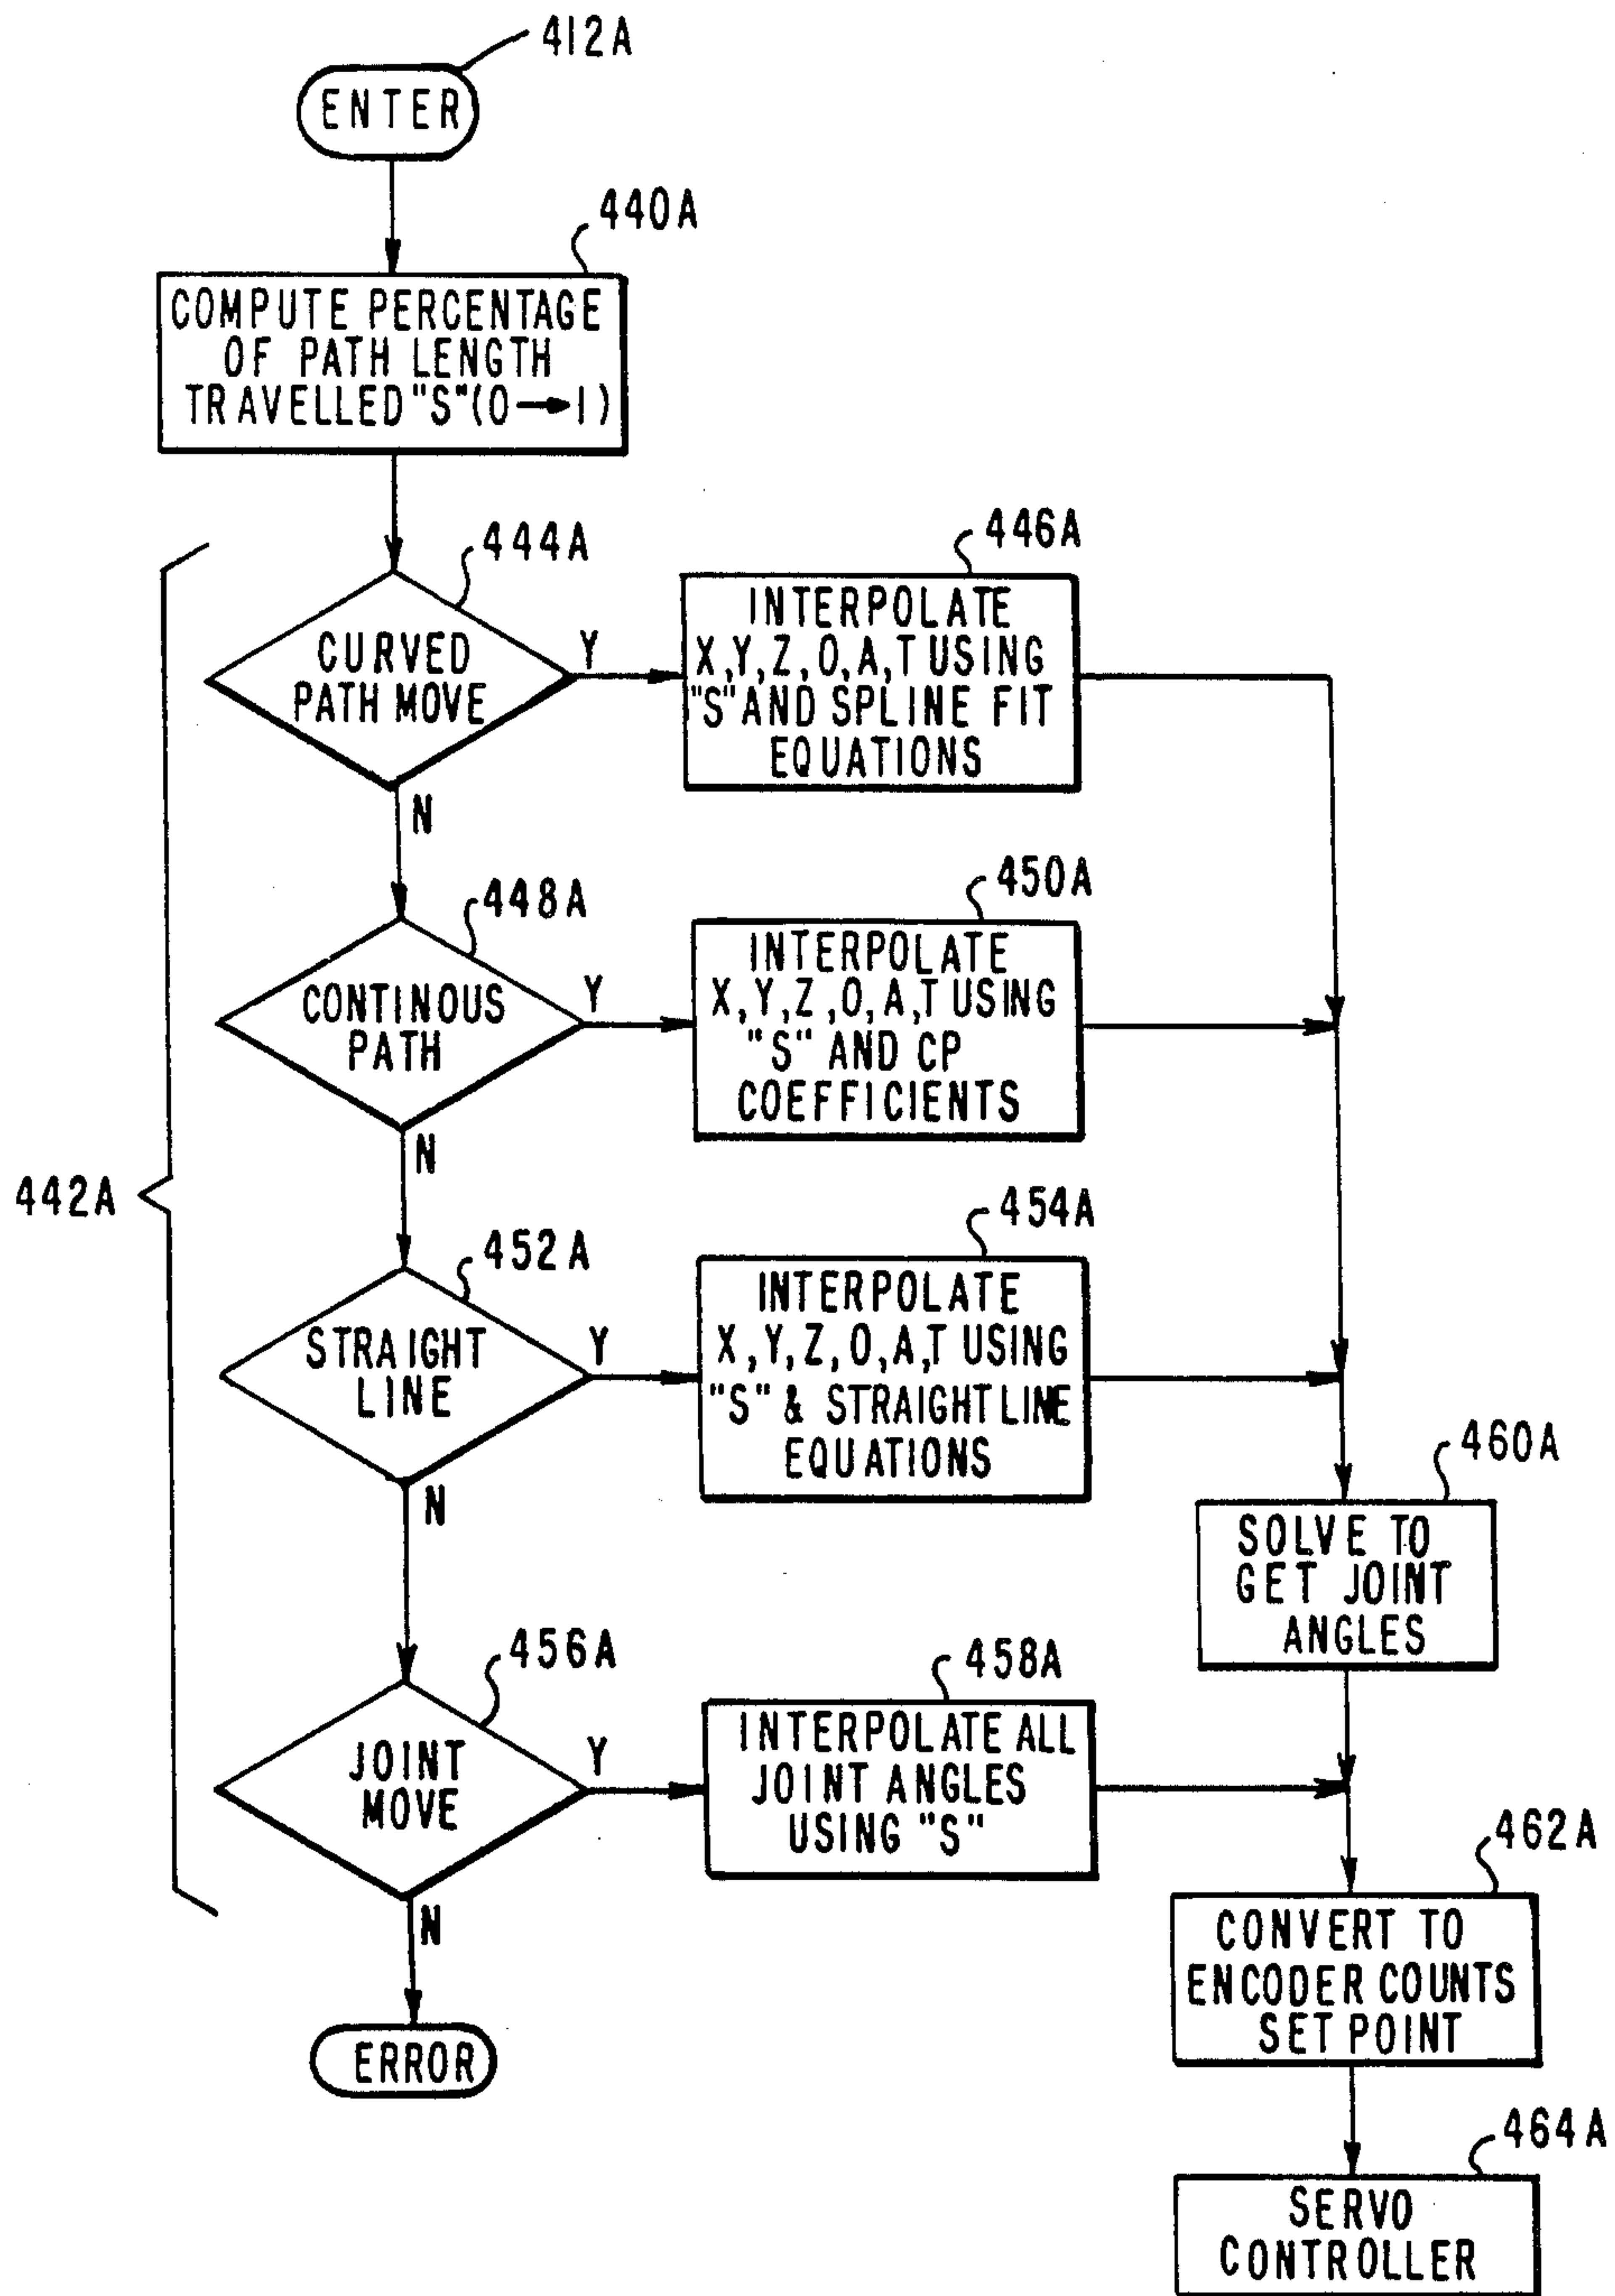 412A
ENTER
440A
COMPUTE PERCENTAGE
OF PATH LENGTH
TRAVELLED "S"(0→1)
444A
CURVED
PATH MOVE
Y
N
446A
INTERPOLATE
X,Y,Z,O,A,T USING
"S" AND SPLINE FIT
EQUATIONS
448A
CONTINOUS
PATH
Y
N
450A
INTERPOLATE
X,Y,Z,O,A,T USING
"S" AND CP
COEFFICIENTS
442A
452A
STRAIGHT
LINE
Y
N
454A
INTERPOLATE
X,Y,Z,O,A,T USING
"S" & STRAIGHT LINE
EQUATIONS
460A
SOLVE TO
GET JOINT
ANGLES
456A
JOINT
MOVE
Y
N
458A
INTERPOLATE ALL
JOINT ANGLES
USING "S"
462A
CONVERT TO
ENCODER COUNTS
SET POINT
ERROR
464A
SERVO
CONTROLLER